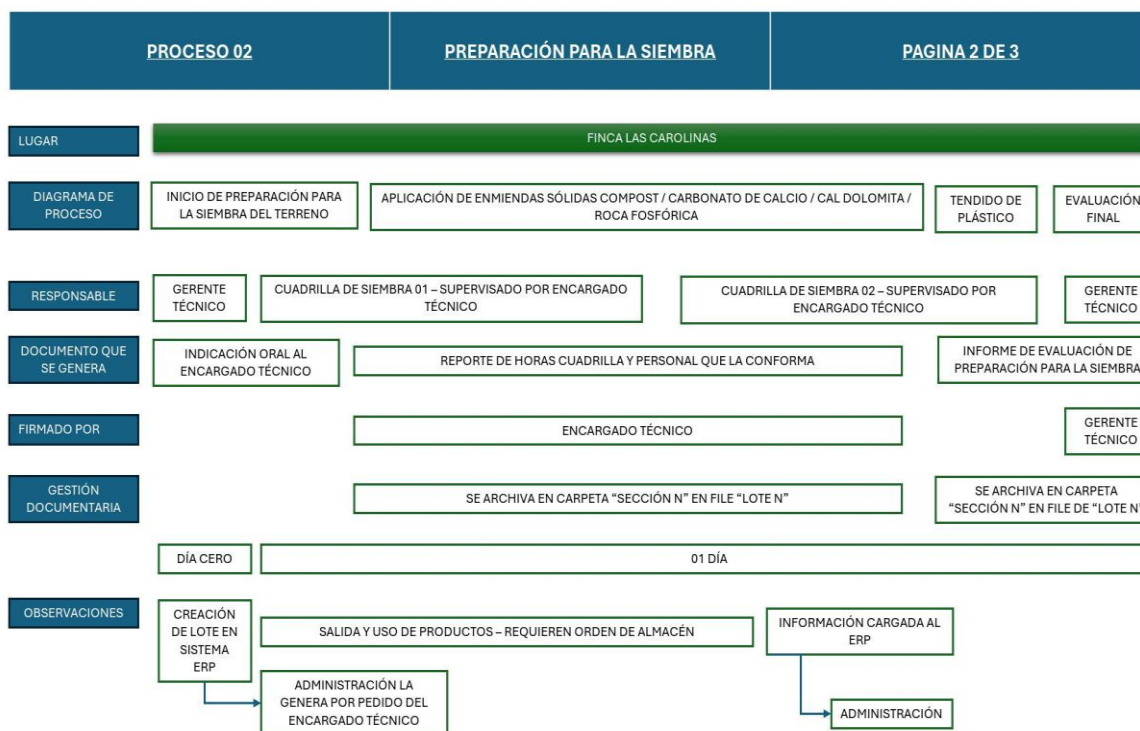 PROCESO 02
PREPARACIÓN PARA LA SIEMBRA
PAGINA 2 DE 3
LUGAR
FINCA LAS CAROLINAS
DIAGRAMA DE
PROCESO
INICIO DE PREPARACIÓN PARA
LA SIEMBRA DEL TERRENO
APLICACIÓN DE ENMIENDAS SÓLIDAS COMPOST / CARBONATO DE CALCIO / CAL DOLOMITA /
ROCA FOSFÓRICA
TENDIDO DE
PLÁSTICO
EVALUACIÓN
FINAL
RESPONSABLE
GERENTE
TÉCNICO
CUADRILLA DE SIEMBRA 01 – SUPERVISADO POR ENCARGADO
TÉCNICO
CUADRILLA DE SIEMBRA 02 – SUPERVISADO POR
ENCARGADO TÉCNICO
GERENTE
TÉCNICO
DOCUMENTO QUE
SE GENERA
INDICACIÓN ORAL AL
ENCARGADO TÉCNICO
REPORTE DE HORAS CUADRILLA Y PERSONAL QUE LA CONFORMA
INFORME DE EVALUACIÓN DE
PREPARACIÓN PARA LA SIEMBRA
FIRMADO POR
ENCARGADO TÉCNICO
GERENTE
TÉCNICO
GESTIÓN
DOCUMENTARIA
SE ARCHIVA EN CARPETA “SECCIÓN N” EN FILE “LOTE N”
SE ARCHIVA EN CARPETA
“SECCIÓN N” EN FILE DE “LOTE N”
DÍA CERO
01 DÍA
OBSERVACIONES
CREACIÓN
DE LOTE EN
SISTEMA
ERP
SALIDA Y USO DE PRODUCTOS – REQUIEREN ORDEN DE ALMACÉN
INFORMACIÓN CARGADA AL
ERP
ADMINISTRACIÓN LA
GENERA POR PEDIDO DEL
ENCARGADO TÉCNICO
ADMINISTRACIÓN